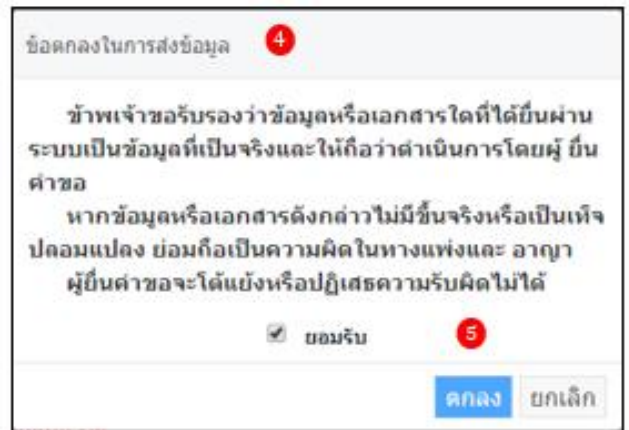 ข้อตกลงในการส่งข้อมูล 4
ข้าพเจ้าขอรับรองว่าข้อมูลหรือเอกสารใดที่ได้ยื่นผ่าน
ระบบเป็นข้อมูลที่เป็นจริงและให้ถือว่าดำเนินการโดยผู้ ยื่น
คำขอ
หากข้อมูลหรือเอกสารดังกล่าวไม่มีขึ้นจริงหรือเป็นเท็จ
ปลอมแปลง ย่อมถือเป็นความผิดในทางแพ่งและ อาญา
ผู้ยื่นคำขอจะโต้แย้งหรือปฏิเสธความรับผิดไม่ได้
ยอมรับ 5
ตกลง ยกเลิก